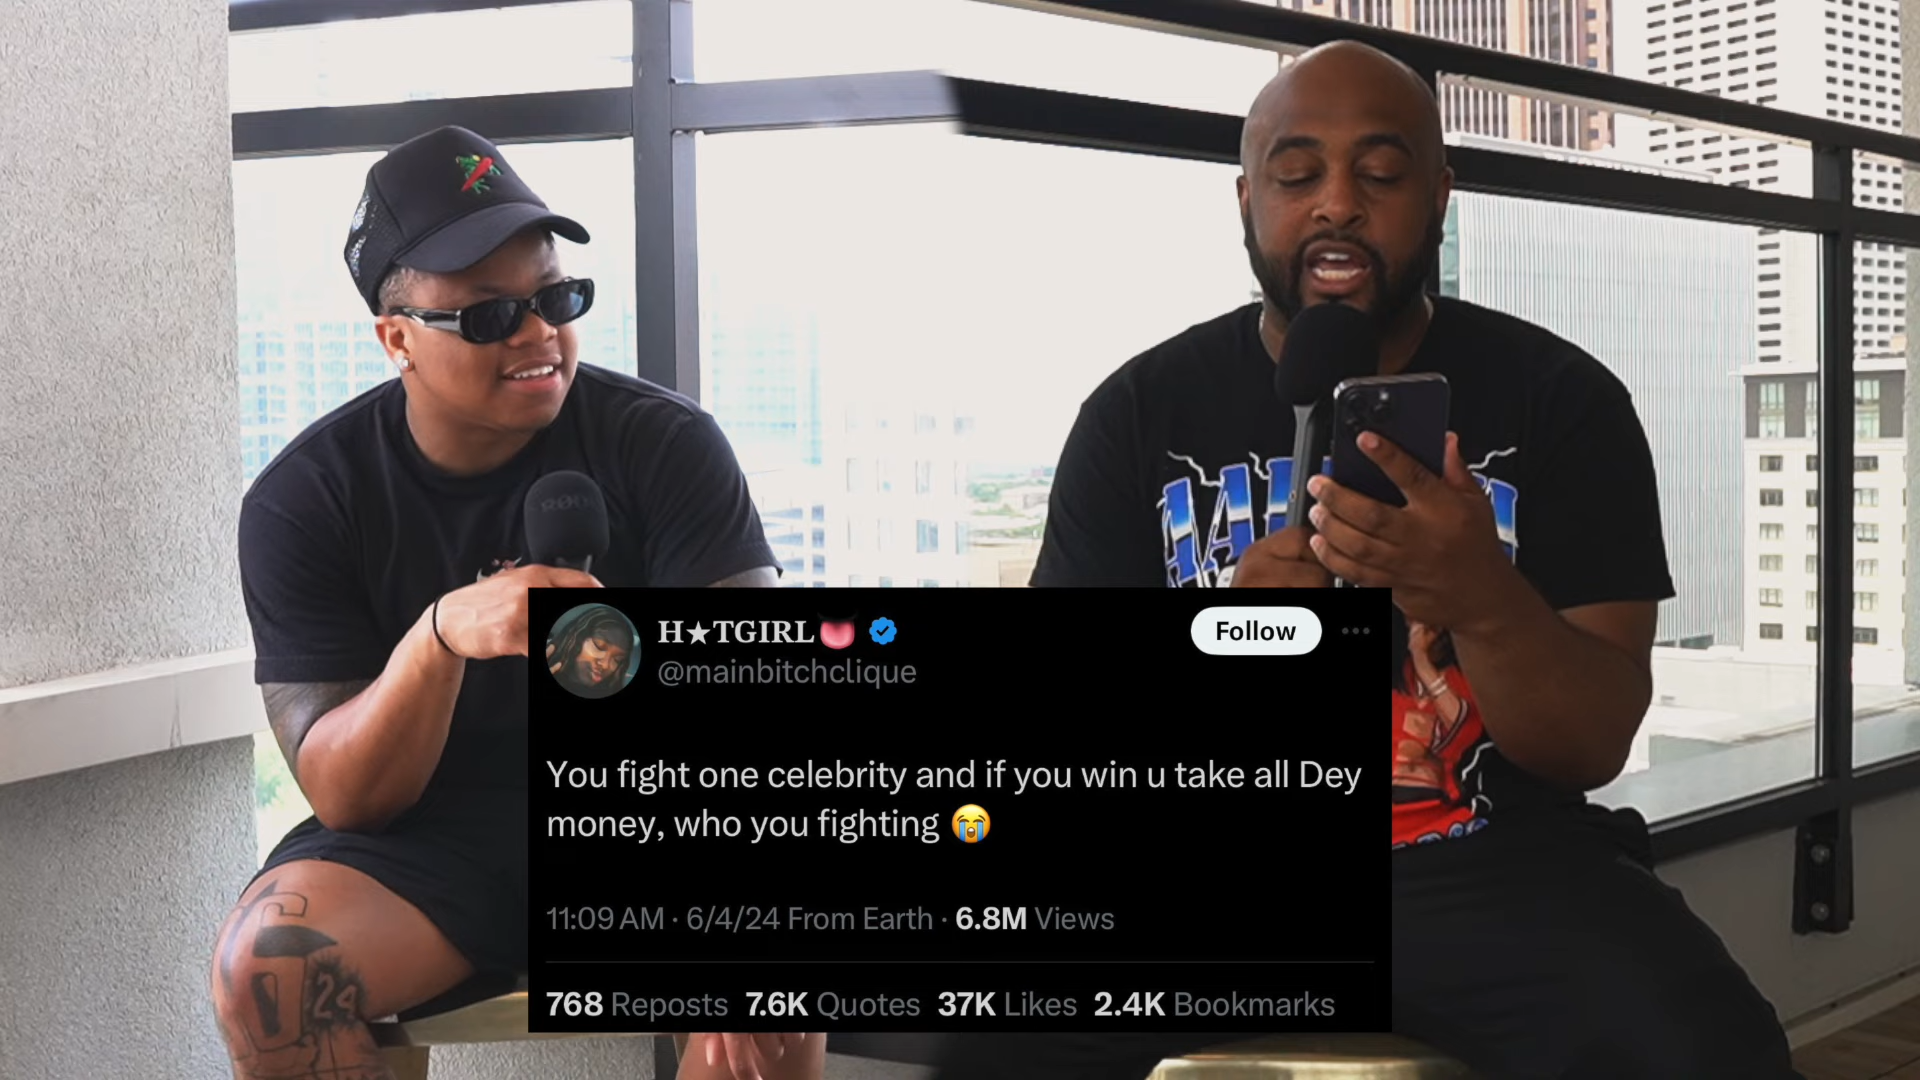 RØDE
H★TGIRL👅
@mainbitchclique
Follow
You fight one celebrity and if you win u take all Dey
money, who you fighting 😭
11:09 AM · 6/4/24 From Earth · 6.8M Views
768 Reposts 7.6K Quotes 37K Likes 2.4K Bookmarks
24